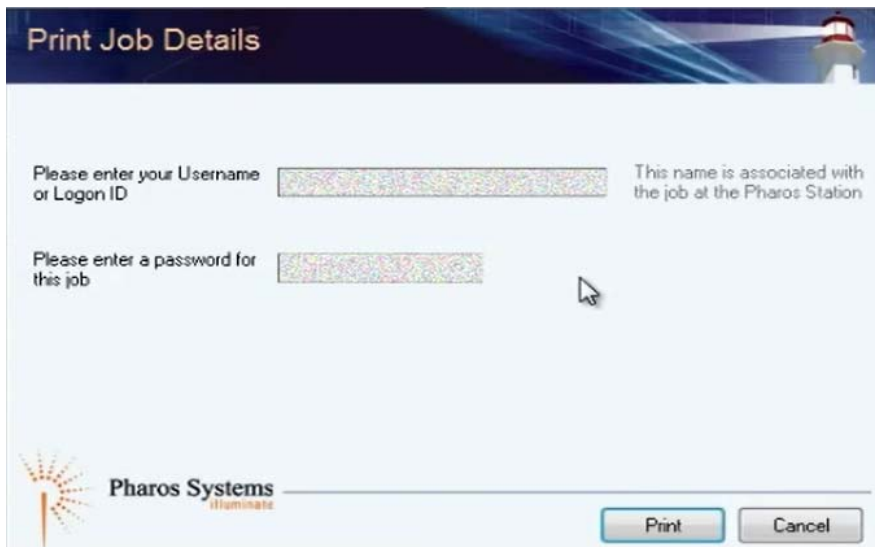 Print Job Details
Please enter your Username
or Logon ID
This name is associated with
the job at the Pharos Station
Please enter a password for
this job
Pharos Systems
illuminate
Print
Cancel